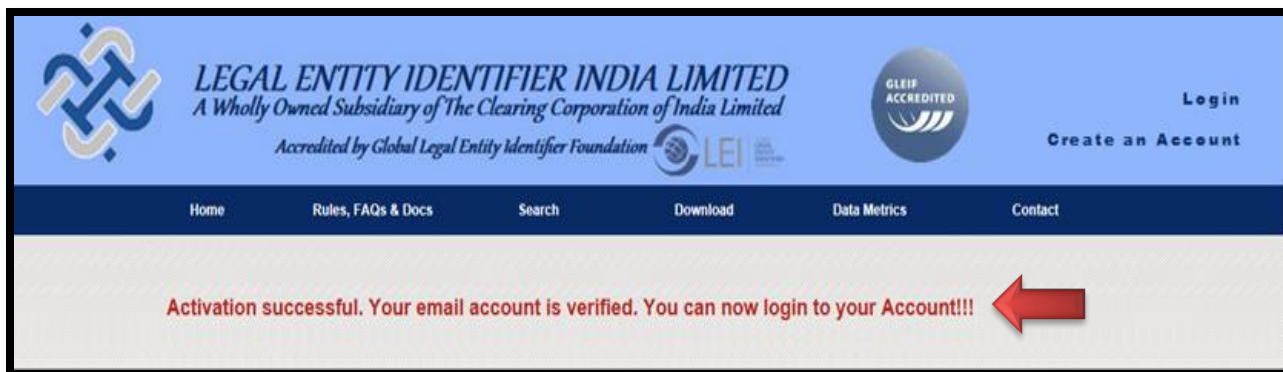 LEGAL ENTITY IDENTIFIER INDIA LIMITED
A Wholly Owned Subsidiary of The Clearing Corporation of India Limited
Accredited by Global Legal Entity Identifier Foundation
LEI
GLEIF
ACCREDITED
Login
Create an Account
Home
Rules, FAQs & Docs
Search
Download
Data Metrics
Contact
Activation successful. Your email account is verified. You can now login to your Account!!!